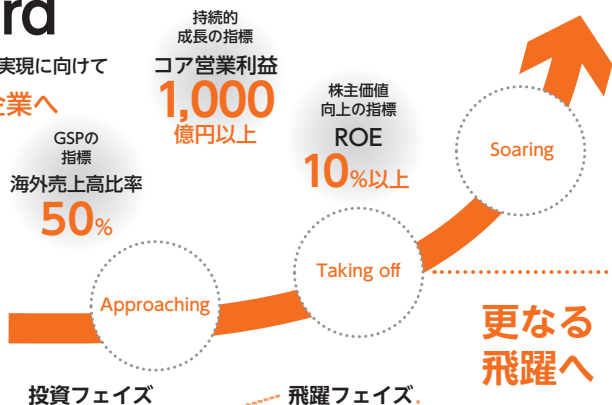 rd
実現に向けて
企業へ
GSPの
指標
海外売上高比率
50%
持続的
成長の指標
コア営業利益
1,000
億円以上
株主価値
向上の指標
ROE
10%以上
Approaching
Taking off
Soaring
更なる
飛躍へ
投資フェイズ
飛躍フェイズ